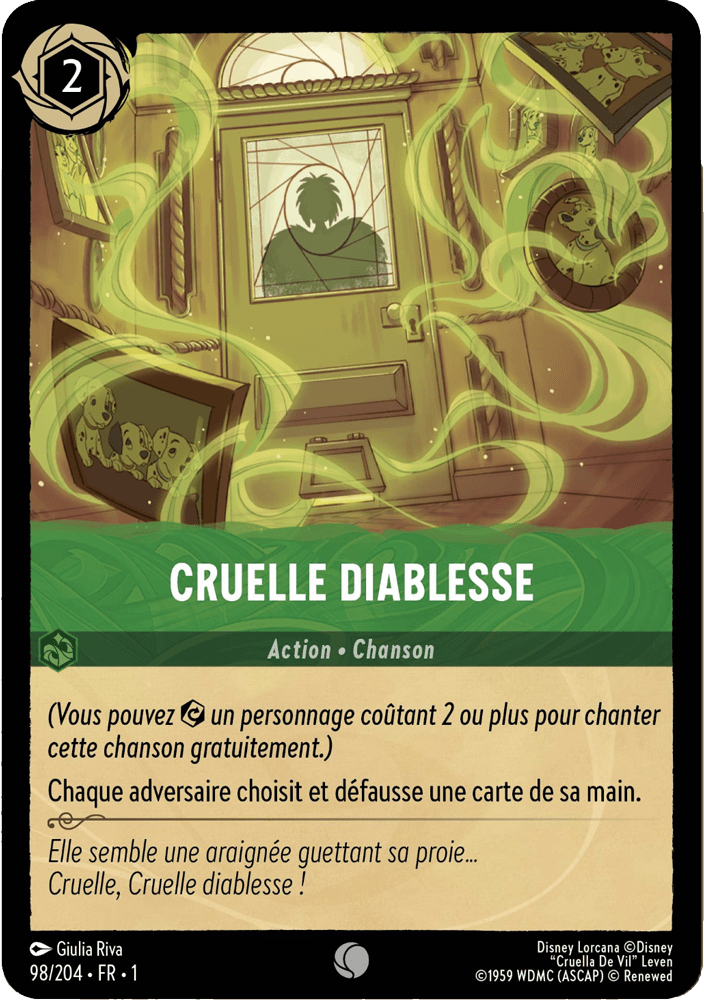 2
CRUELLE DIABLESSE
Action • Chanson
(Vous pouvez un personnage coûtant 2 ou plus pour chanter
cette chanson gratuitement.)
Chaque adversaire choisit et défausse une carte de sa main.
Elle semble une araignée guettant sa proie...
Cruelle, Cruelle diablesse !
Giulia Riva
98/204 • FR • 1
Disney Lorcana ©Disney
“Cruella De Vil” Leven
©1959 WDMC (ASCAP) © Renewed